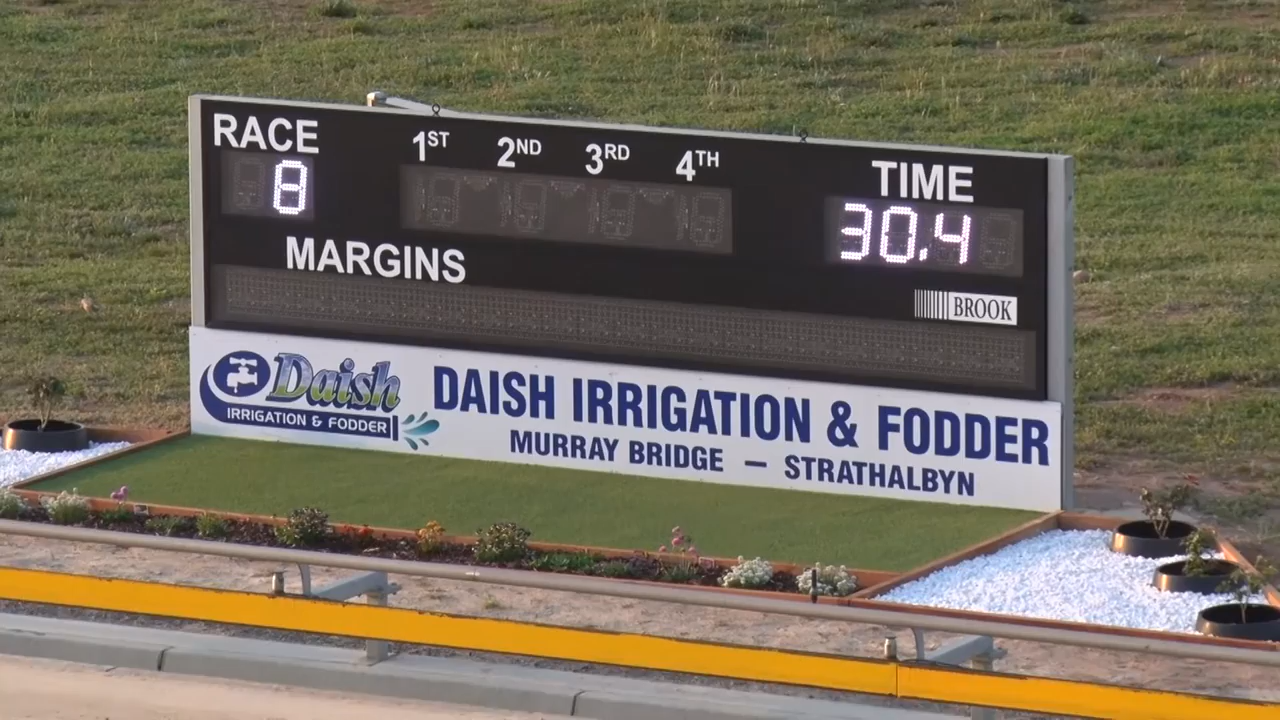 RACE 1ST 2ND 3RD 4TH TIME
8 30.4
MARGINS
BROOK
Daish
IRRIGATION & FODDER
DAISH IRRIGATION & FODDER
MURRAY BRIDGE — STRATHALBYN